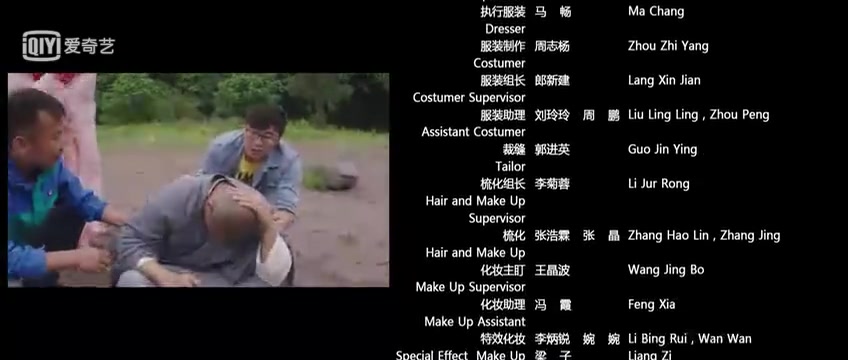 iQIYI 爱奇艺
执行服装 马 畅 Ma Chang
Dresser
服装制作 周志杨 Zhou Zhi Yang
Costumer
服装组长 郎新建 Lang Xin Jian
Costumer Supervisor
服装助理 刘玲玲 周 鹏 Liu Ling Ling , Zhou Peng
Assistant Costumer
裁缝 郭进英 Guo Jin Ying
Tailor
梳化组长 李菊蓉 Li Jur Rong
Hair and Make Up
Supervisor
梳化 张浩霖 张 晶 Zhang Hao Lin , Zhang Jing
Hair and Make Up
化妆主盯 王晶波 Wang Jing Bo
Make Up Supervisor
化妆助理 冯 霞 Feng Xia
Make Up Assistant
特效化妆 李炳锐 婉 婉 Li Bing Rui , Wan Wan
Special Effect Make Up 梁 子 Liang Zi